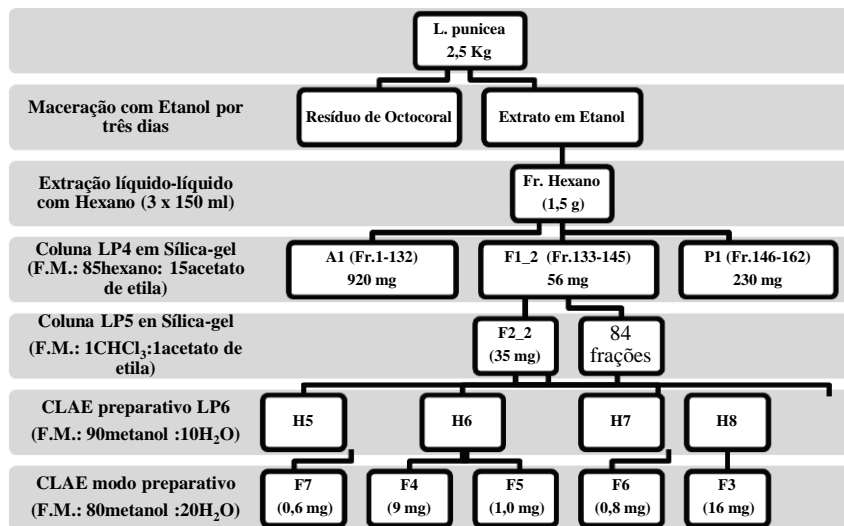 L. punicea
2,5 Kg
Maceração com Etanol por
três dias
Resíduo de Octocoral
Extrato em Etanol
Extração líquido-líquido
com Hexano (3 x 150 ml)
Fr. Hexano
(1,5 g)
Coluna LP4 em Sílica-gel
(F.M.: 85hexano: 15acetato
de etila)
A1 (Fr.1-132)
920 mg
F1_2 (Fr.133-145)
56 mg
P1 (Fr.146-162)
230 mg
Coluna LP5 en Sílica-gel
(F.M.: 1CHCl₃:1acetato de
etila)
F2_2
(35 mg)
84
frações
CLAE preparativo LP6
(F.M.: 90metanol :10H₂O)
H5
H6
H7
H8
CLAE modo preparativo
(F.M.: 80metanol :20H₂O)
F7
(0,6 mg)
F4
(9 mg)
F5
(1,0 mg)
F6
(0,8 mg)
F3
(16 mg)